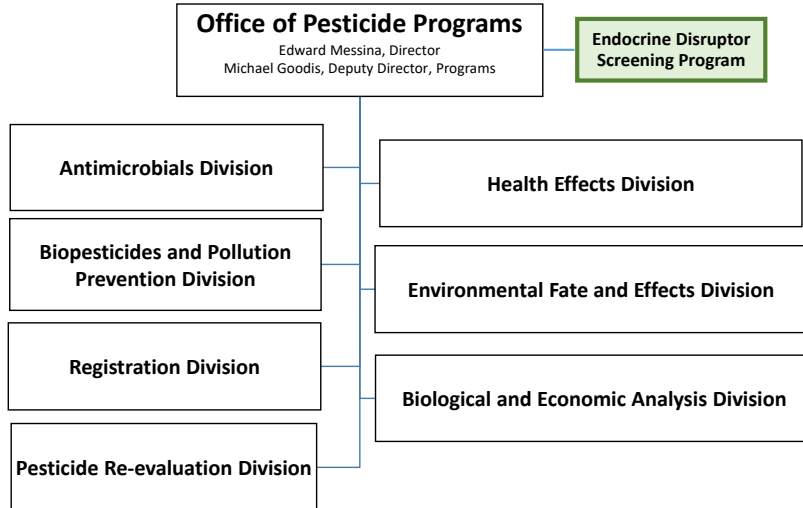 Office of Pesticide Programs
Edward Messina, Director
Michael Goodis, Deputy Director, Programs
Endocrine Disruptor
Screening Program
Antimicrobials Division
Health Effects Division
Biopesticides and Pollution
Prevention Division
Environmental Fate and Effects Division
Registration Division
Biological and Economic Analysis Division
Pesticide Re-evaluation Division